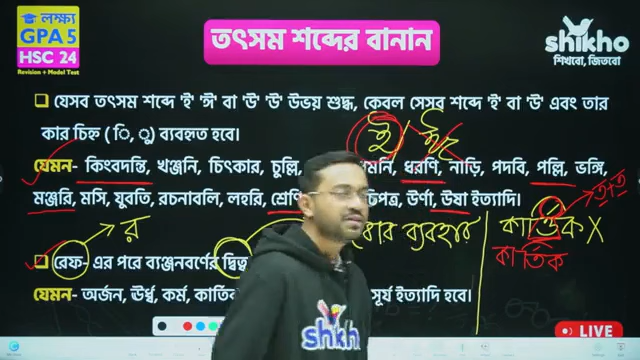 লক্ষ্য
GPA 5
HSC 24
Revision + Model Test
তৎসম শব্দের বানান
shikho
শিখবো, জিতবো
যেসব তৎসম শব্দে 'ই' 'ঈ' বা 'উ' 'ঊ' উভয় শুদ্ধ, কেবল সেসব শব্দে 'ই' বা 'উ' এবং তার
কার চিহ্ন ( ি, ু) ব্যবহৃত হবে।
যেমন- কিংবদন্তি, খঞ্জনি, চিৎকার, চুল্লি, ধরণি, নাড়ি, পদবি, পল্লি, ভঙ্গি,
মঞ্জরি, মসি, যুবতি, রচনাবলি, লহরি, উর্ণা, উষা ইত্যাদি।
র
ব্যবহার
কার্ত্তিক X
কার্তিক
রেফ- এর পরে ব্যঞ্জনবর্ণের দ্বিত্ব
যেমন- অর্জন, ঊর্ধ্ব, কর্ম, সূর্য ইত্যাদি হবে।
shikho
LIVE